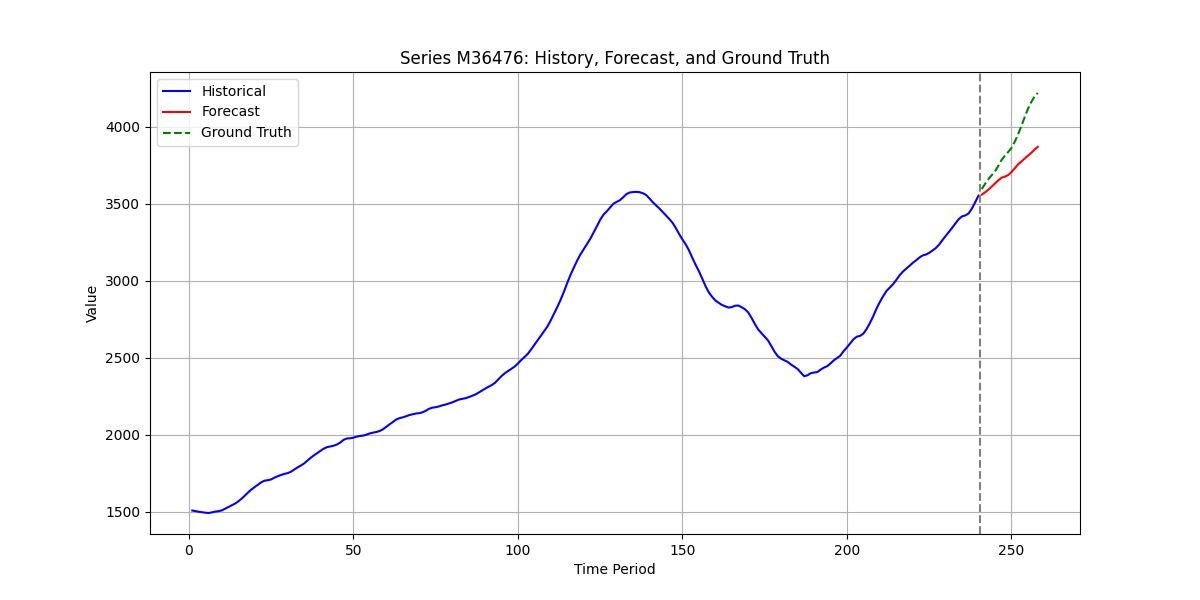 Series M36476: History, Forecast, and Ground Truth
Historical
Forecast
Ground Truth
4000
3500
3000
2500
2000
1500
Value
0 50 100 150 200 250
Time Period